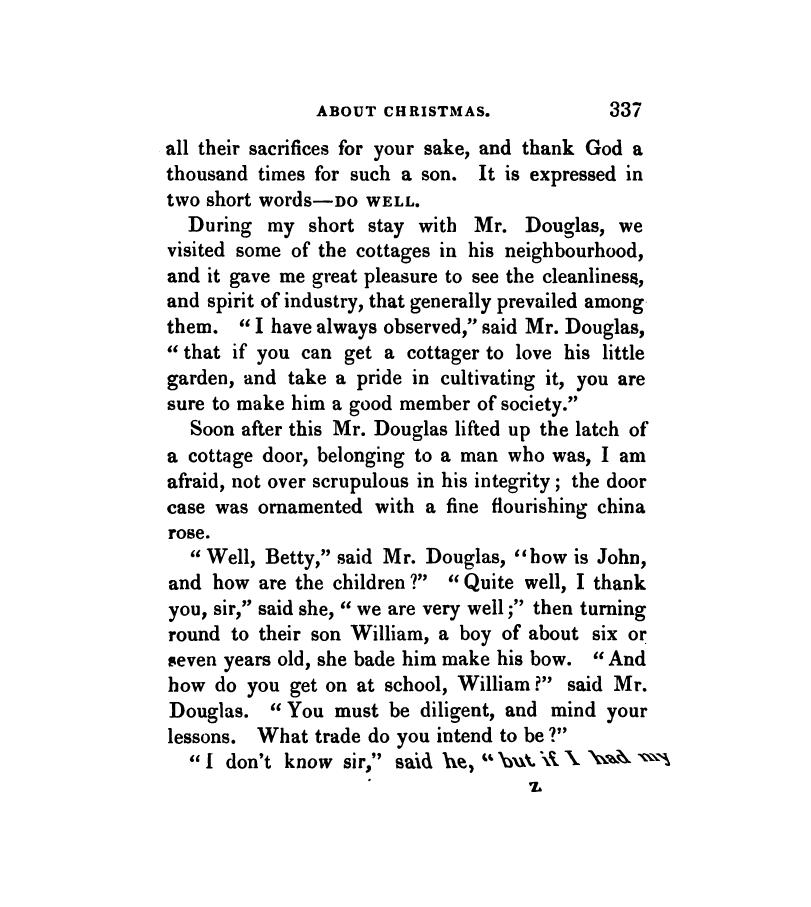 ABOUT CHRISTMAS. 337
all their sacrifices for your sake, and thank God a
thousand times for such a son. It is expressed in
two short words—DO WELL.
During my short stay with Mr. Douglas, we
visited some of the cottages in his neighbourhood,
and it gave me great pleasure to see the cleanliness,
and spirit of industry, that generally prevailed among
them. “I have always observed,” said Mr. Douglas,
“that if you can get a cottager to love his little
garden, and take a pride in cultivating it, you are
sure to make him a good member of society.”
Soon after this Mr. Douglas lifted up the latch of
a cottage door, belonging to a man who was, I am
afraid, not over scrupulous in his integrity; the door
case was ornamented with a fine flourishing china
rose.
“Well, Betty,” said Mr. Douglas, “how is John,
and how are the children?” “Quite well, I thank
you, sir,” said she, “we are very well;” then turning
round to their son William, a boy of about six or
seven years old, she bade him make his bow. “And
how do you get on at school, William?” said Mr.
Douglas. “You must be diligent, and mind your
lessons. What trade do you intend to be?”
“I don't know sir,” said he, “but if I had my
Z